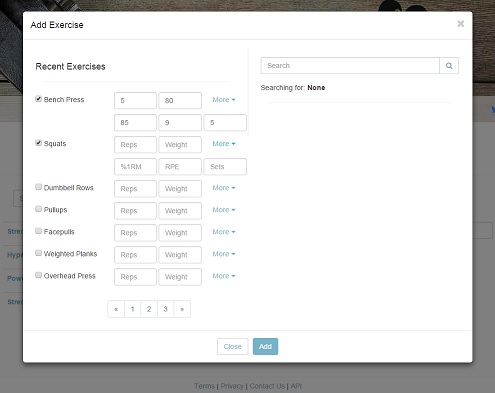 Add Exercise ×
Recent Exercises
Search
Searching for: None
Bench Press 5 80 More
85 9 5
Squats Reps Weight More
%1RM RPE Sets
Dumbbell Rows Reps Weight More
Pullups Reps Weight More
Facepulls Reps Weight More
Weighted Planks Reps Weight More
Overhead Press Reps Weight More
« 1 2 3 »
Close Add
Terms | Privacy | Contact Us | API